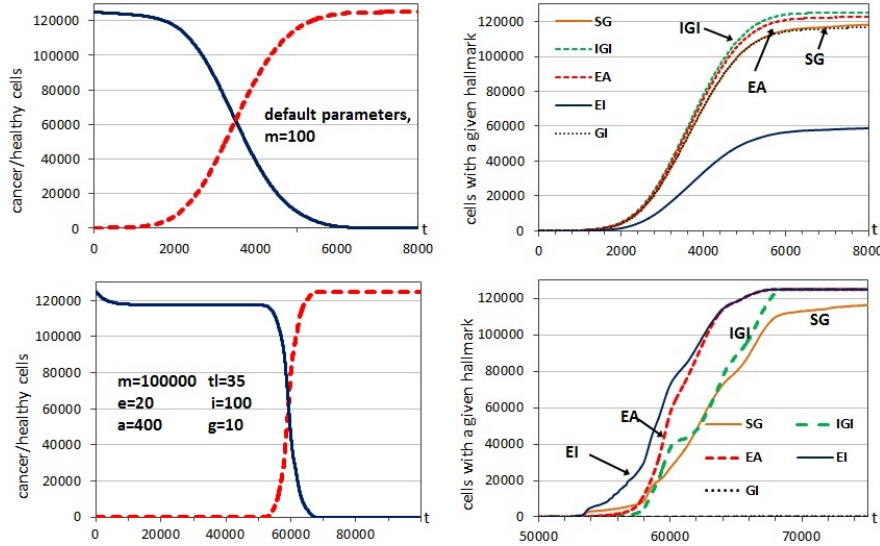 cancer/healthy cells
120000
100000
80000
60000
40000
20000
0
default parameters,
m=100
0 2000 4000 6000 8000
t
cells with a given hallmark
120000
100000
80000
60000
40000
20000
0
SG
IGI
EA
EI
GI
IGI
EA
SG
0 2000 4000 6000 8000
t
cancer/healthy cells
120000
100000
80000
60000
40000
20000
0
m=100000 tl=35
e=20 i=100
a=400 g=10
0 20000 40000 60000 80000
t
cells with a given hallmark
120000
100000
80000
60000
40000
20000
0
IGI
SG
EA
EI
SG IGI
EA EI
GI
50000 60000 70000
t